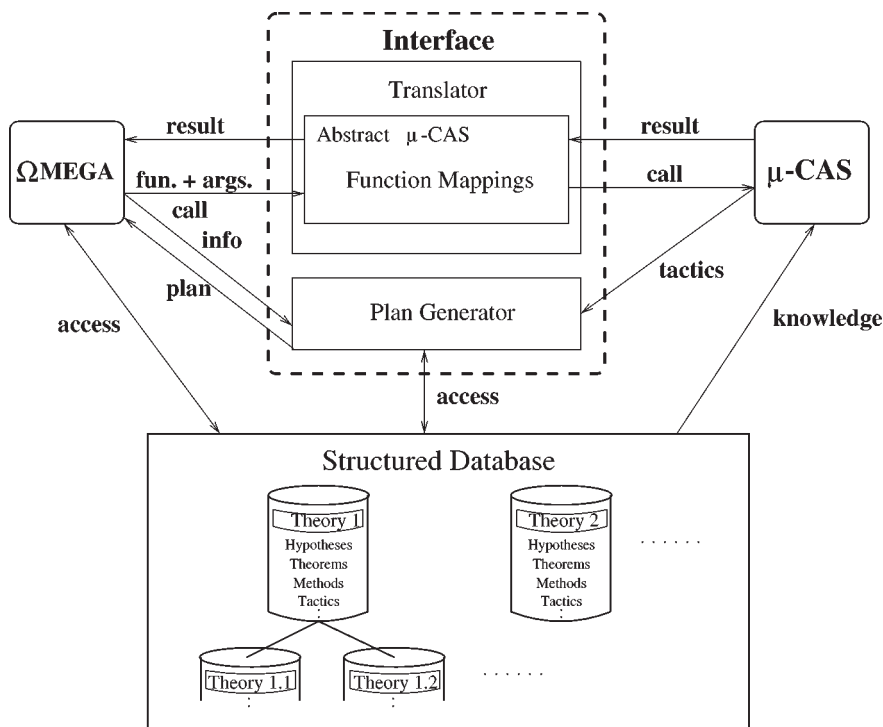 Interface
Translator
result
Abstract μ-CAS
result
ΩMEGA
fun. + args.
Function Mappings
call
μ-CAS
call
info
tactics
plan
Plan Generator
access
knowledge
access
Structured Database
Theory 1
Theory 2
Hypotheses
Hypotheses
Theorems
Theorems
Methods
Methods
Tactics
Tactics
Theory 1.1
Theory 1.2